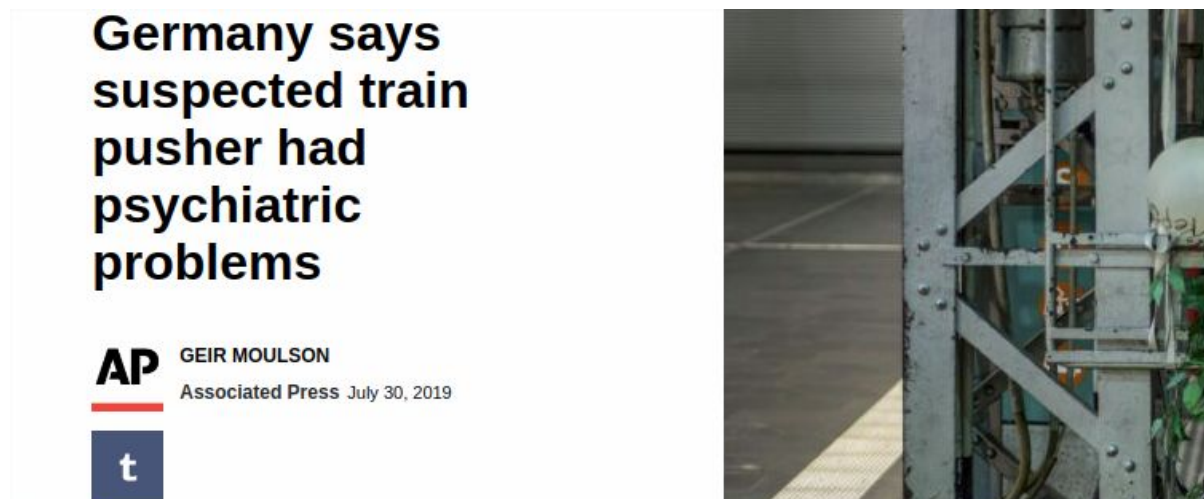 Germany says
suspected train
pusher had
psychiatric
problems
AP
GEIR MOULSON
Associated Press July 30, 2019
t